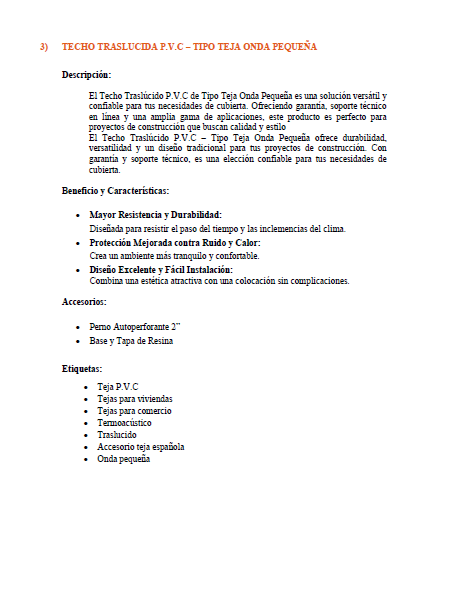 3) TECHO TRASLUCIDA P.V.C – TIPO TEJA ONDA PEQUEÑA
Descripción:
El Techo Traslúcido P.V.C de Tipo Teja Onda Pequeña es una solución versátil y
confiable para tus necesidades de cubierta. Ofreciendo garantía, soporte técnico
en línea y una amplia gama de aplicaciones, este producto es perfecto para
proyectos de construcción que buscan calidad y estilo
El Techo Traslúcido P.V.C – Tipo Teja Onda Pequeña ofrece durabilidad,
versatilidad y un diseño tradicional para tus proyectos de construcción. Con
garantía y soporte técnico, es una elección confiable para tus necesidades de
cubierta.
Beneficio y Características:
• Mayor Resistencia y Durabilidad:
Diseñada para resistir el paso del tiempo y las inclemencias del clima.
• Protección Mejorada contra Ruido y Calor:
Crea un ambiente más tranquilo y confortable.
• Diseño Excelente y Fácil Instalación:
Combina una estética atractiva con una colocación sin complicaciones.
Accesorios:
• Perno Autoperforante 2”
• Base y Tapa de Resina
Etiquetas:
• Teja P.V.C
• Tejas para viviendas
• Tejas para comercio
• Termoacústico
• Traslucido
• Accesorio teja española
• Onda pequeña